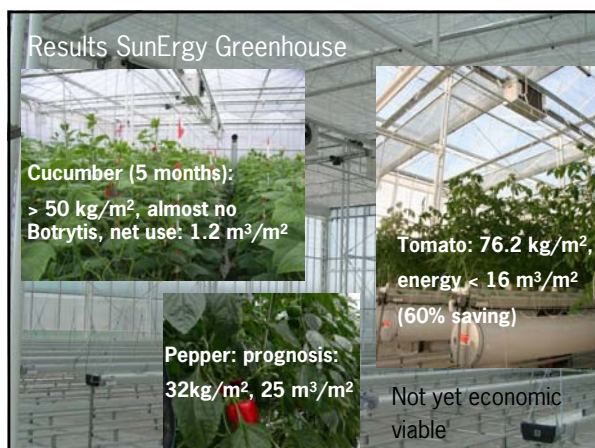 Results SunErgy Greenhouse
Cucumber (5 months):
> 50 kg/m², almost no
Botrytis, net use: 1.2 m³/m²
Tomato: 76.2 kg/m²,
energy < 16 m³/m²
(60% saving)
Pepper: prognosis:
32kg/m², 25 m³/m²
Not yet economic
viable